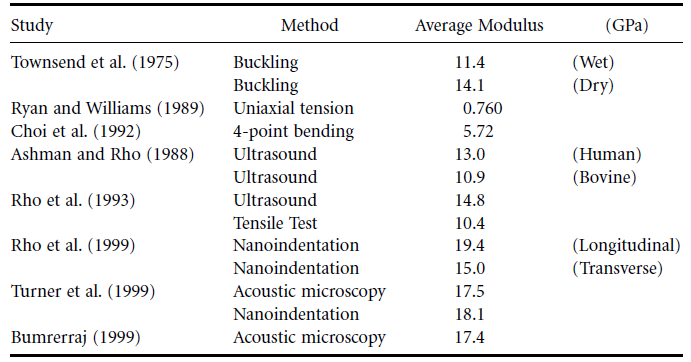 Study Method Average Modulus (GPa)
Townsend et al. (1975) Buckling 11.4 (Wet)
Buckling 14.1 (Dry)
Ryan and Williams (1989) Uniaxial tension 0.760
Choi et al. (1992) 4-point bending 5.72
Ashman and Rho (1988) Ultrasound 13.0 (Human)
Ultrasound 10.9 (Bovine)
Rho et al. (1993) Ultrasound 14.8
Tensile Test 10.4
Rho et al. (1999) Nanoindentation 19.4 (Longitudinal)
Nanoindentation 15.0 (Transverse)
Turner et al. (1999) Acoustic microscopy 17.5
Nanoindentation 18.1
Bumrerraj (1999) Acoustic microscopy 17.4